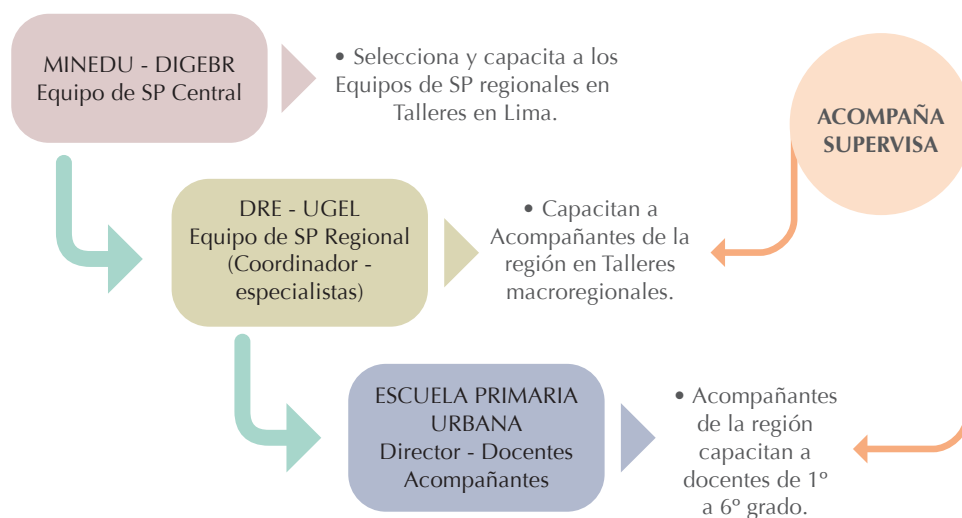 MINEDU - DIGEBR
Equipo de SP Central
• Selecciona y capacita a los
Equipos de SP regionales en
Talleres en Lima.
ACOMPAÑA
SUPERVISA
DRE - UGEL
Equipo de SP Regional
(Coordinador -
especialistas)
• Capacitan a
Acompañantes de la
región en Talleres
macroregionales.
ESCUELA PRIMARIA
URBANA
Director - Docentes
Acompañantes
• Acompañantes
de la región
capacitan a
docentes de 1º
a 6º grado.